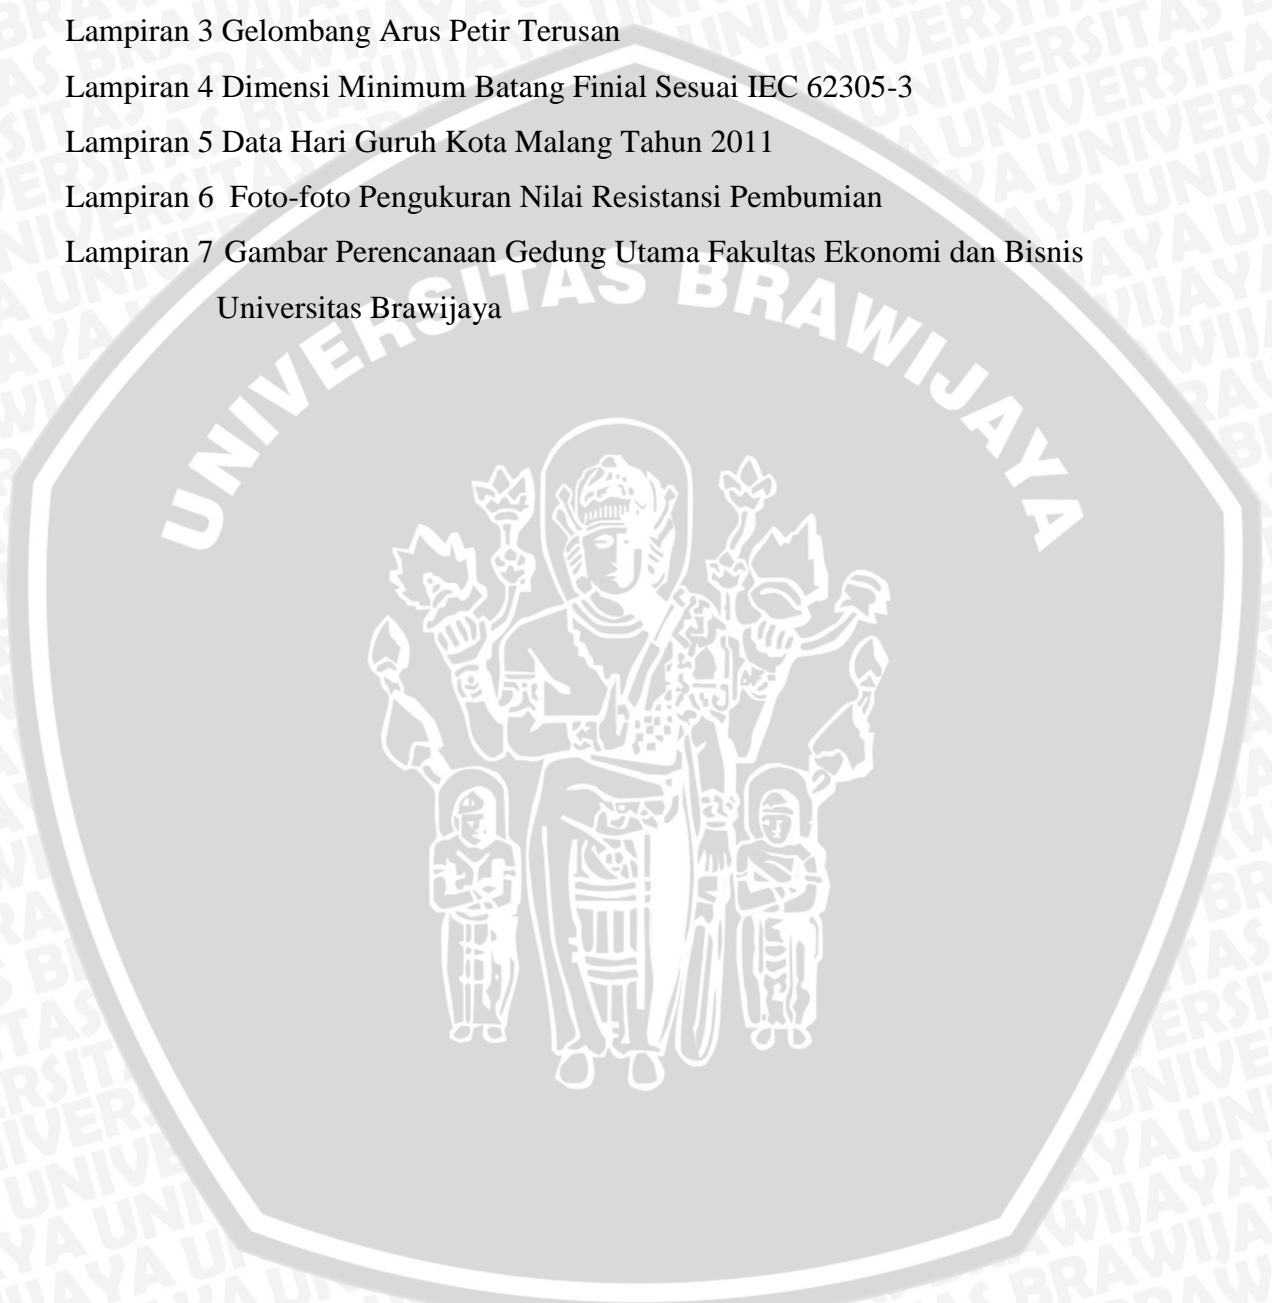 Lampiran 3 Gelombang Arus Petir Terusan
Lampiran 4 Dimensi Minimum Batang Finial Sesuai IEC 62305-3
Lampiran 5 Data Hari Guruh Kota Malang Tahun 2011
Lampiran 6 Foto-foto Pengukuran Nilai Resistansi Pembumian
Lampiran 7 Gambar Perencanaan Gedung Utama Fakultas Ekonomi dan Bisnis
Universitas Brawijaya
UNIVERSITAS BRAWIJAYA